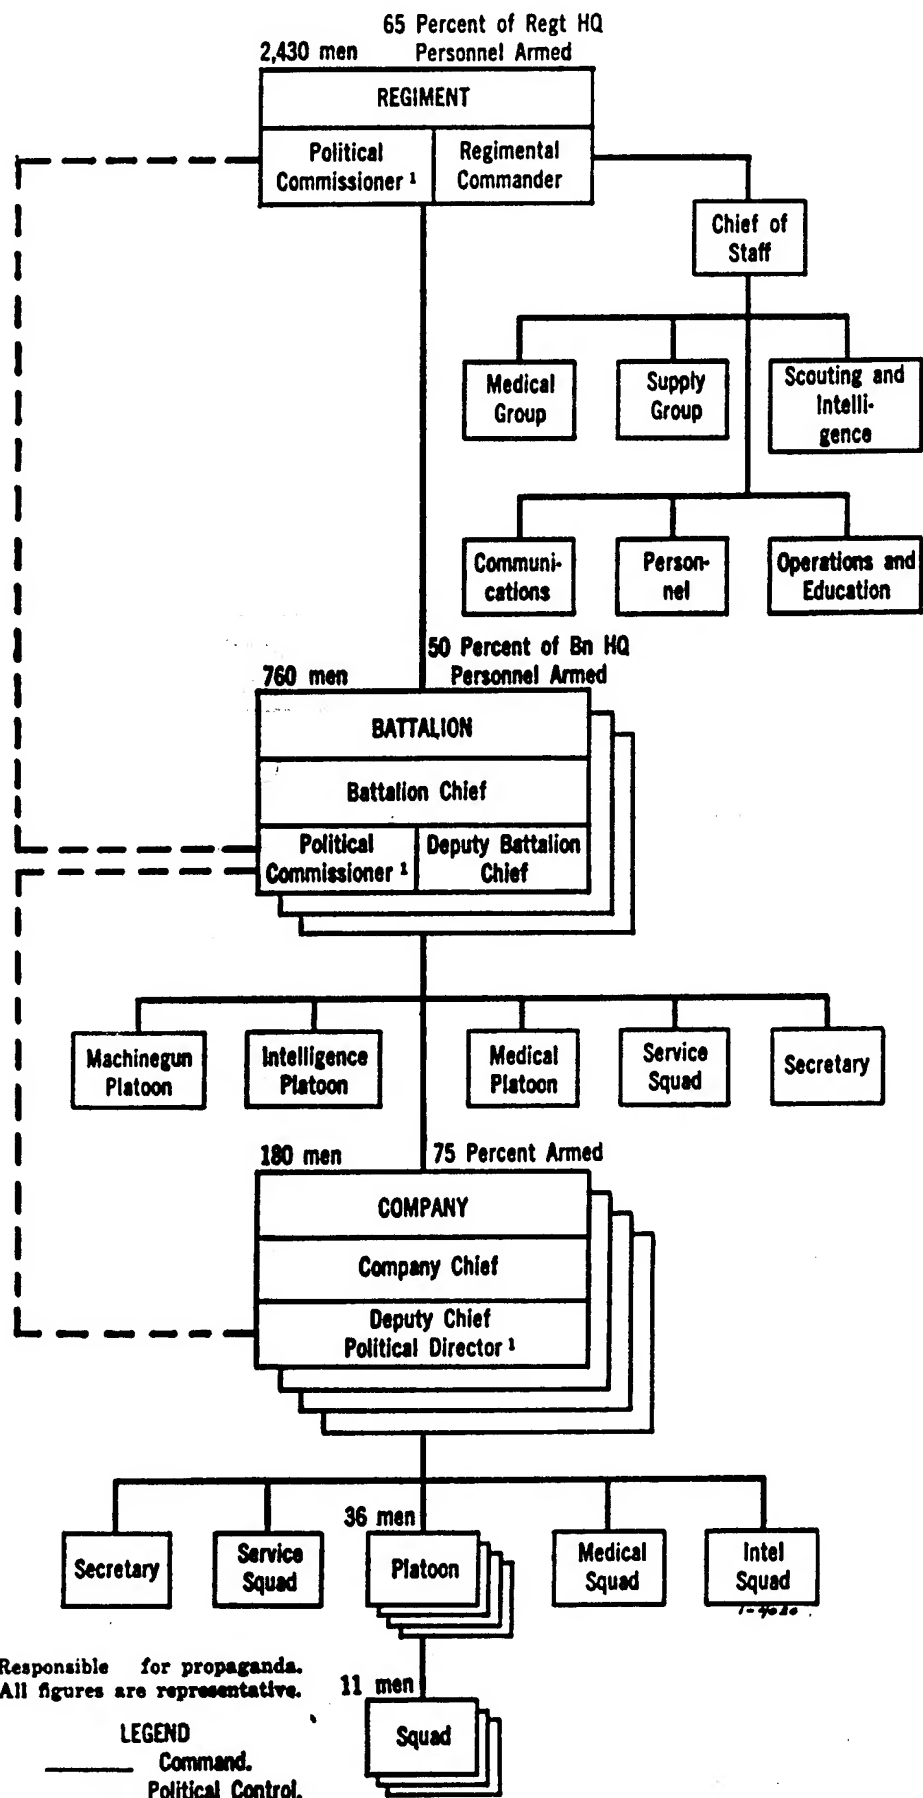 65 Percent of Regt HQ
Personnel Armed
2,430 men
REGIMENT
Political
Commissioner ¹
Regimental
Commander
Chief of
Staff
Medical
Group
Supply
Group
Scouting and
Intelli-
gence
Communi-
cations
Person-
nel
Operations and
Education
50 Percent of Bn HQ
Personnel Armed
760 men
BATTALION
Battalion Chief
Political
Commissioner ¹
Deputy Battalion
Chief
Machinegun
Platoon
Intelligence
Platoon
Medical
Platoon
Service
Squad
Secretary
180 men
75 Percent Armed
COMPANY
Company Chief
Deputy Chief
Political Director ¹
36 men
Secretary
Service
Squad
Platoon
Medical
Squad
Intel
Squad
Responsible for propaganda.
All figures are representative.
11 men
Squad
LEGEND
Command.
Political Control.